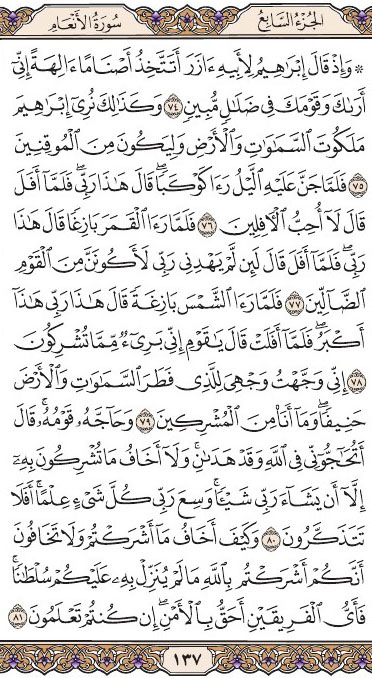 الجزء السابع سورة الأنعام
۞ وَإِذْ قَالَ إِبْرَٰهِيمُ لِأَبِيهِ ءَازَرَ أَتَتَّخِذُ أَصْنَامًا ءَالِهَةً إِنِّىٓ
أَرَىٰكَ وَقَوْمَكَ فِى ضَلَٰلٍ مُّبِينٍ ٧٤ وَكَذَٰلِكَ نُرِىٓ إِبْرَٰهِيمَ
مَلَكُوتَ ٱلسَّمَٰوَٰتِ وَٱلْأَرْضِ وَلِيَكُونَ مِنَ ٱلْمُوقِنِينَ
٧٥ فَلَمَّا جَنَّ عَلَيْهِ ٱلَّيْلُ رَءَا كَوْكَبًا ۖ قَالَ هَٰذَا رَبِّى ۖ فَلَمَّآ أَفَلَ
قَالَ لَآ أُحِبُّ ٱلْءَافِلِينَ ٧٦ فَلَمَّا رَءَا ٱلْقَمَرَ بَازِغًا قَالَ هَٰذَا
رَبِّى ۖ فَلَمَّآ أَفَلَ قَالَ لَئِن لَّمْ يَهْدِنِى رَبِّى لَأَكُونَنَّ مِنَ ٱلْقَوْمِ
ٱلضَّآلِّينَ ٧٧ فَلَمَّا رَءَا ٱلشَّمْسَ بَازِغَةً قَالَ هَٰذَا رَبِّى هَٰذَآ
أَكْبَرُ ۖ فَلَمَّآ أَفَلَتْ قَالَ يَٰقَوْمِ إِنِّى بَرِىٓءٌ مِّمَّا تُشْرِكُونَ
٧٨ إِنِّى وَجَّهْتُ وَجْهِىَ لِلَّذِى فَطَرَ ٱلسَّمَٰوَٰتِ وَٱلْأَرْضَ
حَنِيفًا ۖ وَمَآ أَنَا۠ مِنَ ٱلْمُشْرِكِينَ ٧٩ وَحَآجَّهُۥ قَوْمُهُۥ ۚ قَالَ
أَتُحَٰٓجُّوٓنِّى فِى ٱللَّهِ وَقَدْ هَدَىٰنِ ۚ وَلَآ أَخَافُ مَا تُشْرِكُونَ بِهِۦٓ
إِلَّآ أَن يَشَآءَ رَبِّى شَيْـًٔا ۗ وَسِعَ رَبِّى كُلَّ شَىْءٍ عِلْمًا ۗ أَفَلَا
تَتَذَكَّرُونَ ٨٠ وَكَيْفَ أَخَافُ مَآ أَشْرَكْتُمْ وَلَا تَخَافُونَ
أَنَّكُمْ أَشْرَكْتُم بِٱللَّهِ مَا لَمْ يُنَزِّلْ بِهِۦ عَلَيْكُمْ سُلْطَٰنًا ۚ
فَأَىُّ ٱلْفَرِيقَيْنِ أَحَقُّ بِٱلْأَمْنِ ۖ إِن كُنتُمْ تَعْلَمُونَ ٨١
١٣٧